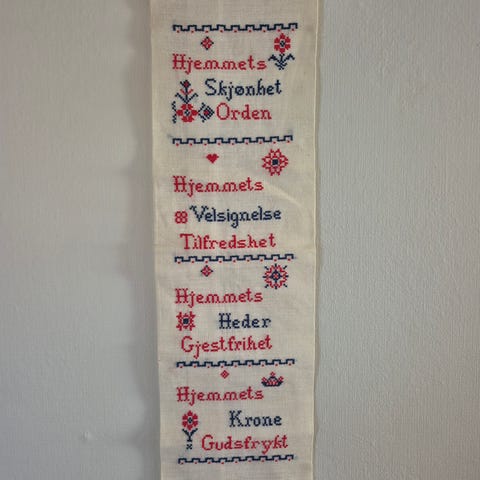 Hjemmets
Skjønhet
Orden
Hjemmets
Velsignelse
Tilfredshet
Hjemmets
Heder
Gjestfrihet
Hjemmets
Krone
Gudsfrykt